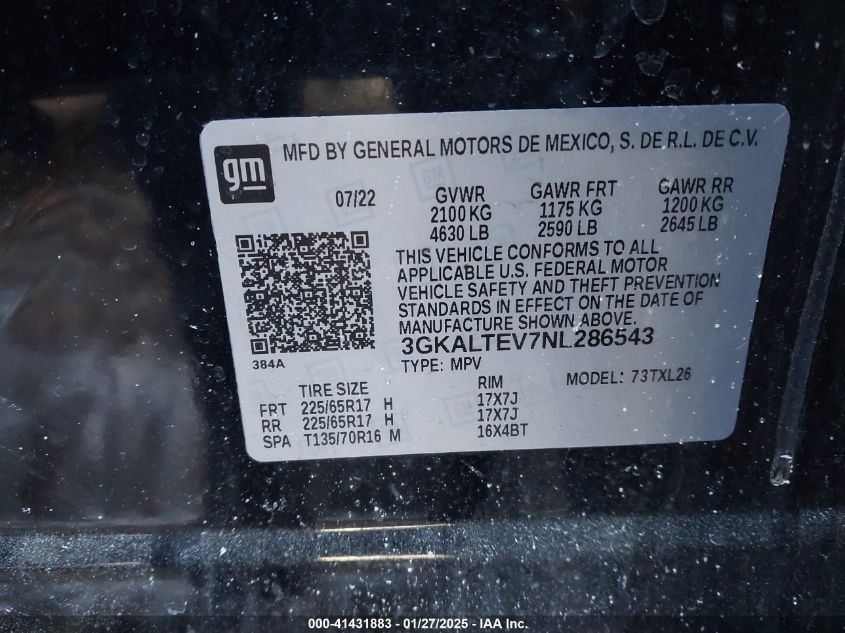 gm
MFD BY GENERAL MOTORS DE MEXICO, S. DE R.L. DE C.V.
07/22 GVWR GAWR FRT GAWR RR
2100 KG 1175 KG 1200 KG
4630 LB 2590 LB 2645 LB
THIS VEHICLE CONFORMS TO ALL
APPLICABLE U.S. FEDERAL MOTOR
VEHICLE SAFETY AND THEFT PREVENTION
STANDARDS IN EFFECT ON THE DATE OF
MANUFACTURE SHOWN ABOVE.
3GKALTEV7NL286543
384A
TYPE: MPV MODEL: 73TXL26
TIRE SIZE RIM
FRT 225/65R17 H 17X7J
RR 225/65R17 H 17X7J
SPA T135/70R16 M 16X4BT
000-41431883 - 01/27/2025 - IAA Inc.